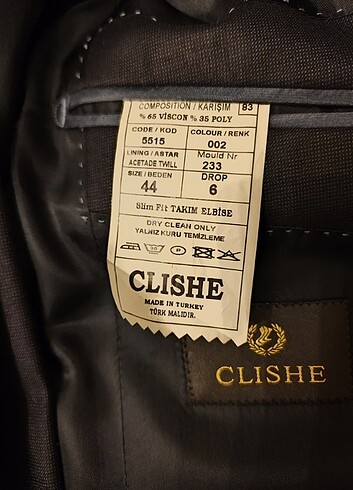 COMPOSITION / KARIŞIM 83
% 65 VİSCON % 35 POLY
CODE / KOD COLOUR / RENK
5515 002
LINING / ASTAR Mould Nr
ACETADE TWILL 233
SIZE / BEDEN DROP
44 6
Slim Fit TAKIM ELBİSE
DRY CLEAN ONLY
YALNIZ KURU TEMİZLEME
P
CLISHE
MADE IN TURKEY
TÜRK MALIDIR.
CLISHE